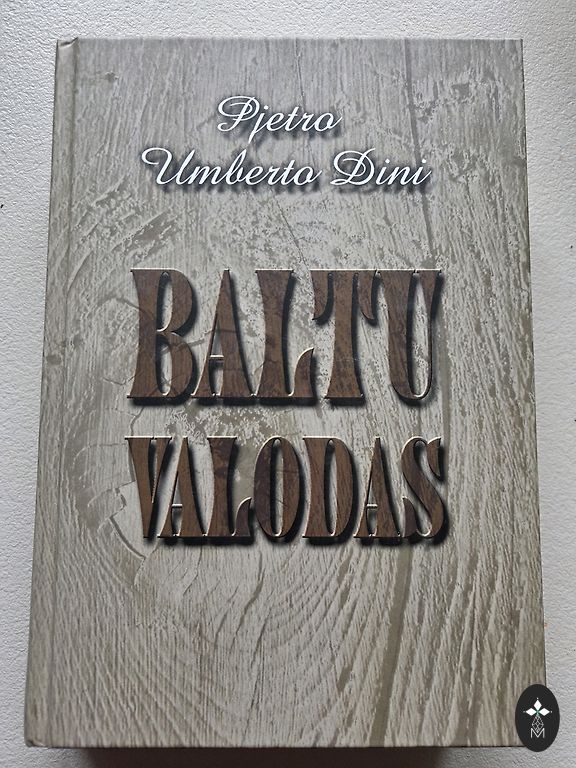 Pjetro
Umberto Dini
BALTU
VALODAS